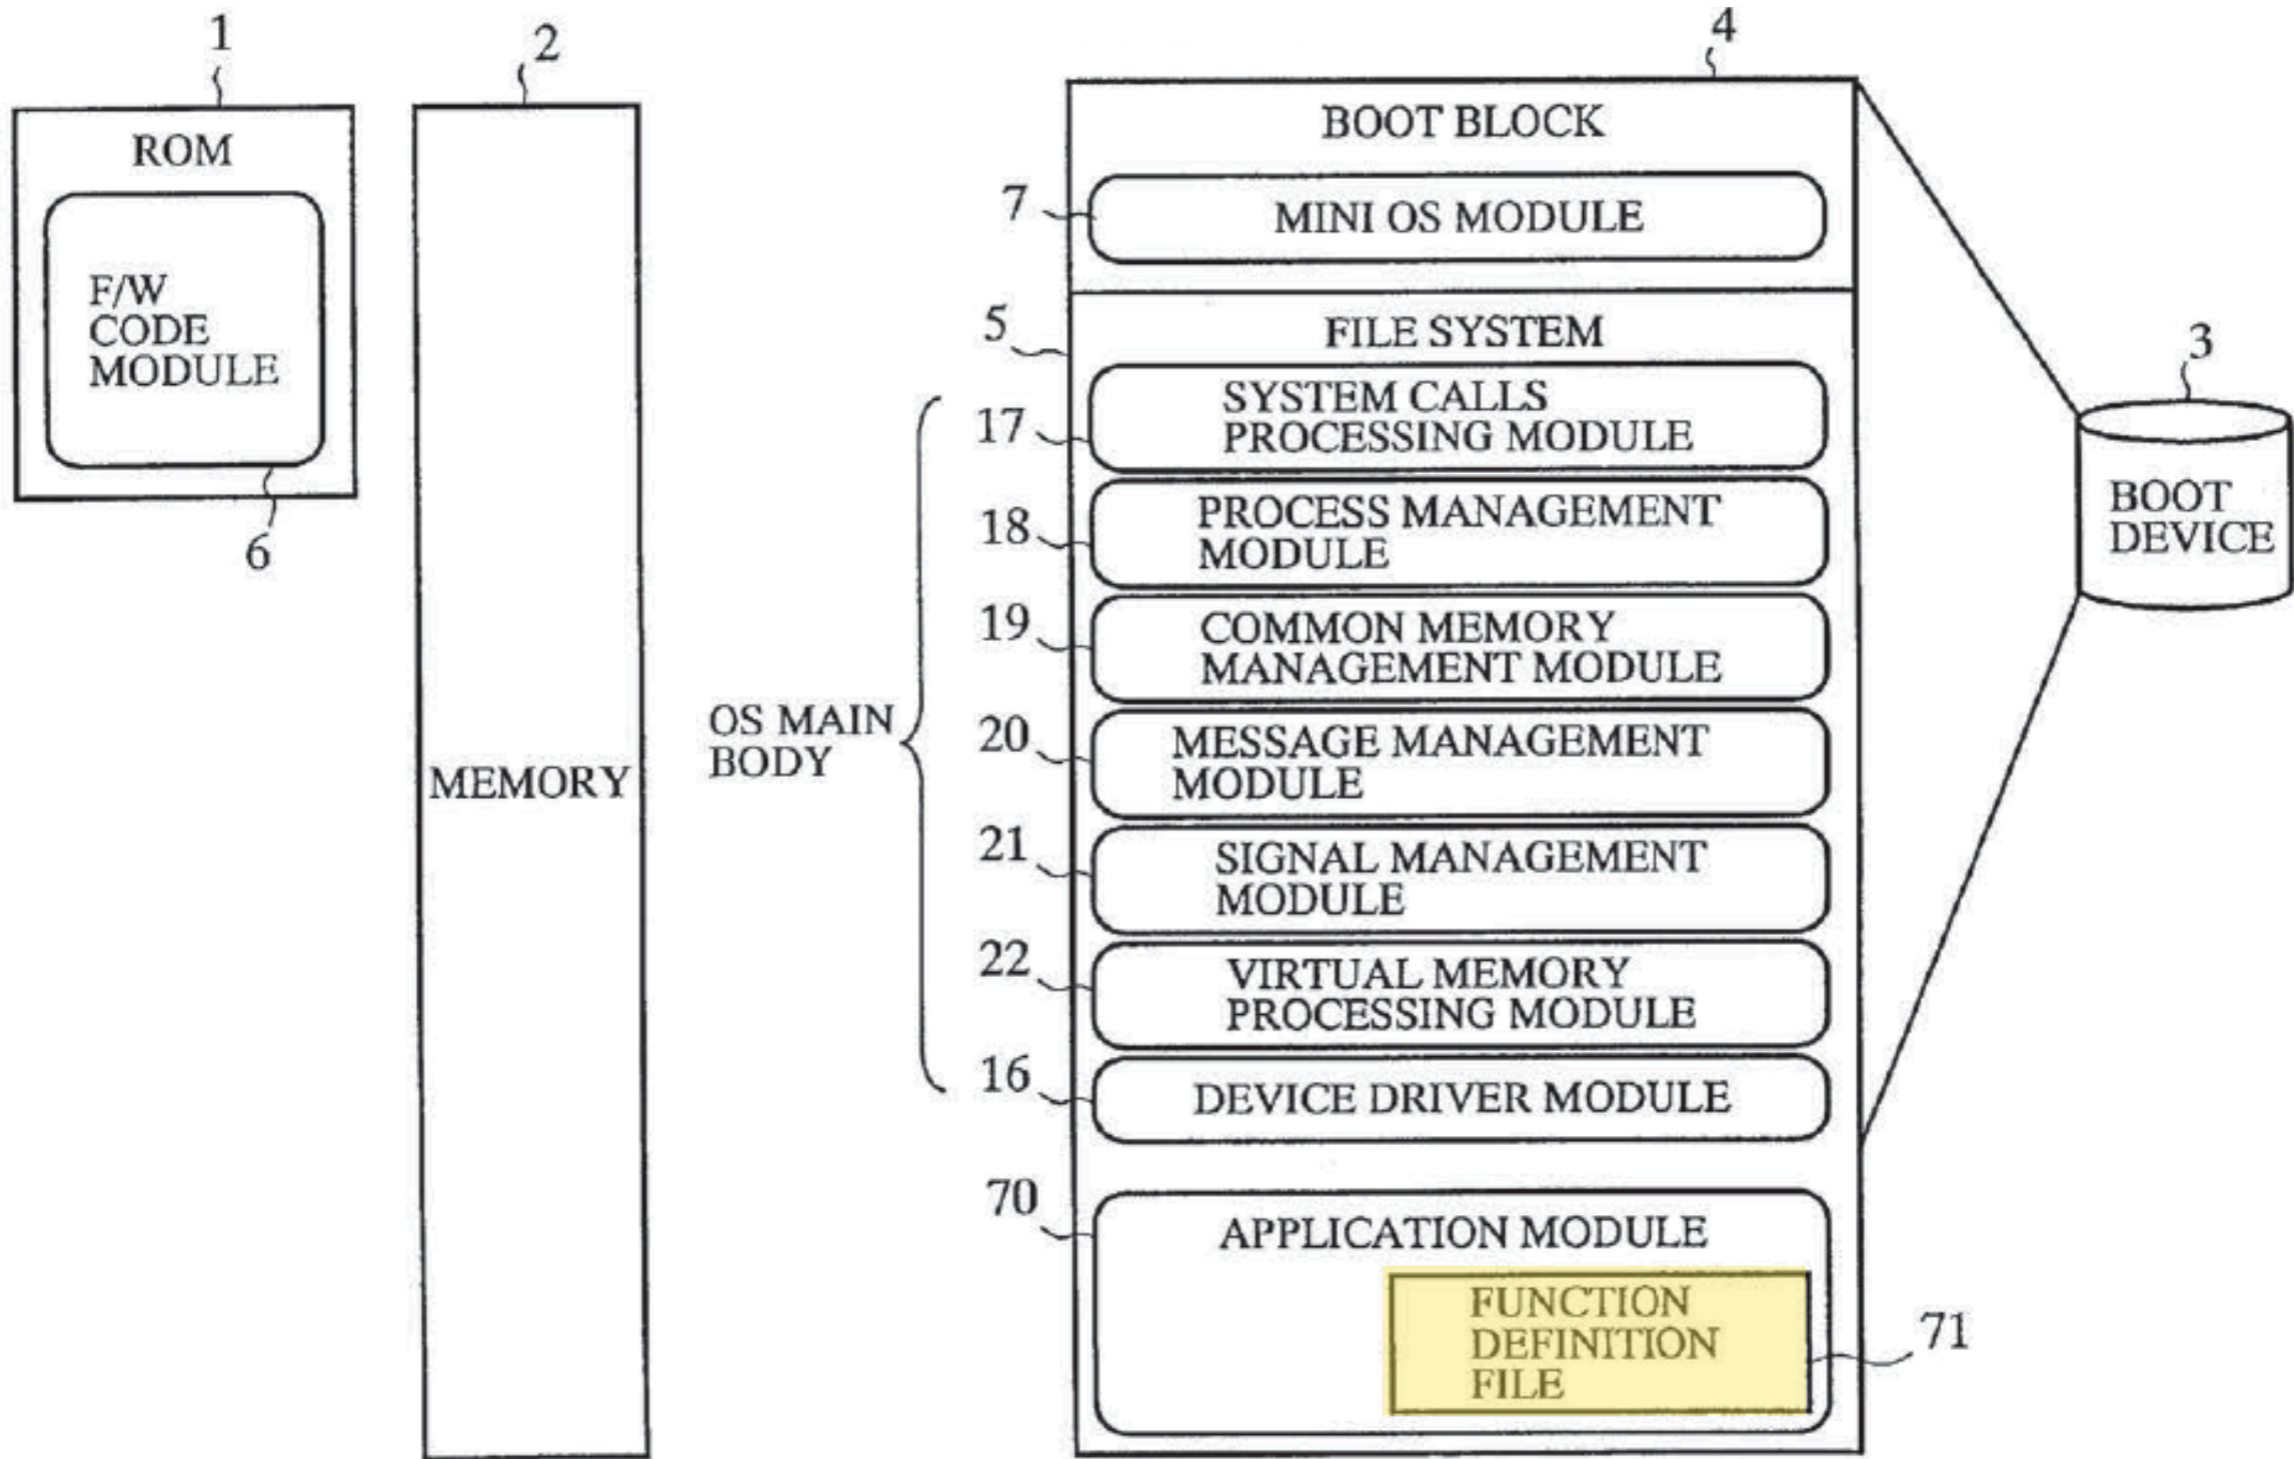 1
ROM
F/W
CODE
MODULE
6
2
MEMORY
OS MAIN
BODY
4
BOOT BLOCK
7
MINI OS MODULE
5
FILE SYSTEM
17
SYSTEM CALLS
PROCESSING MODULE
18
PROCESS MANAGEMENT
MODULE
19
COMMON MEMORY
MANAGEMENT MODULE
20
MESSAGE MANAGEMENT
MODULE
21
SIGNAL MANAGEMENT
MODULE
22
VIRTUAL MEMORY
PROCESSING MODULE
16
DEVICE DRIVER MODULE
70
APPLICATION MODULE
FUNCTION
DEFINITION
FILE
71
3
BOOT
DEVICE